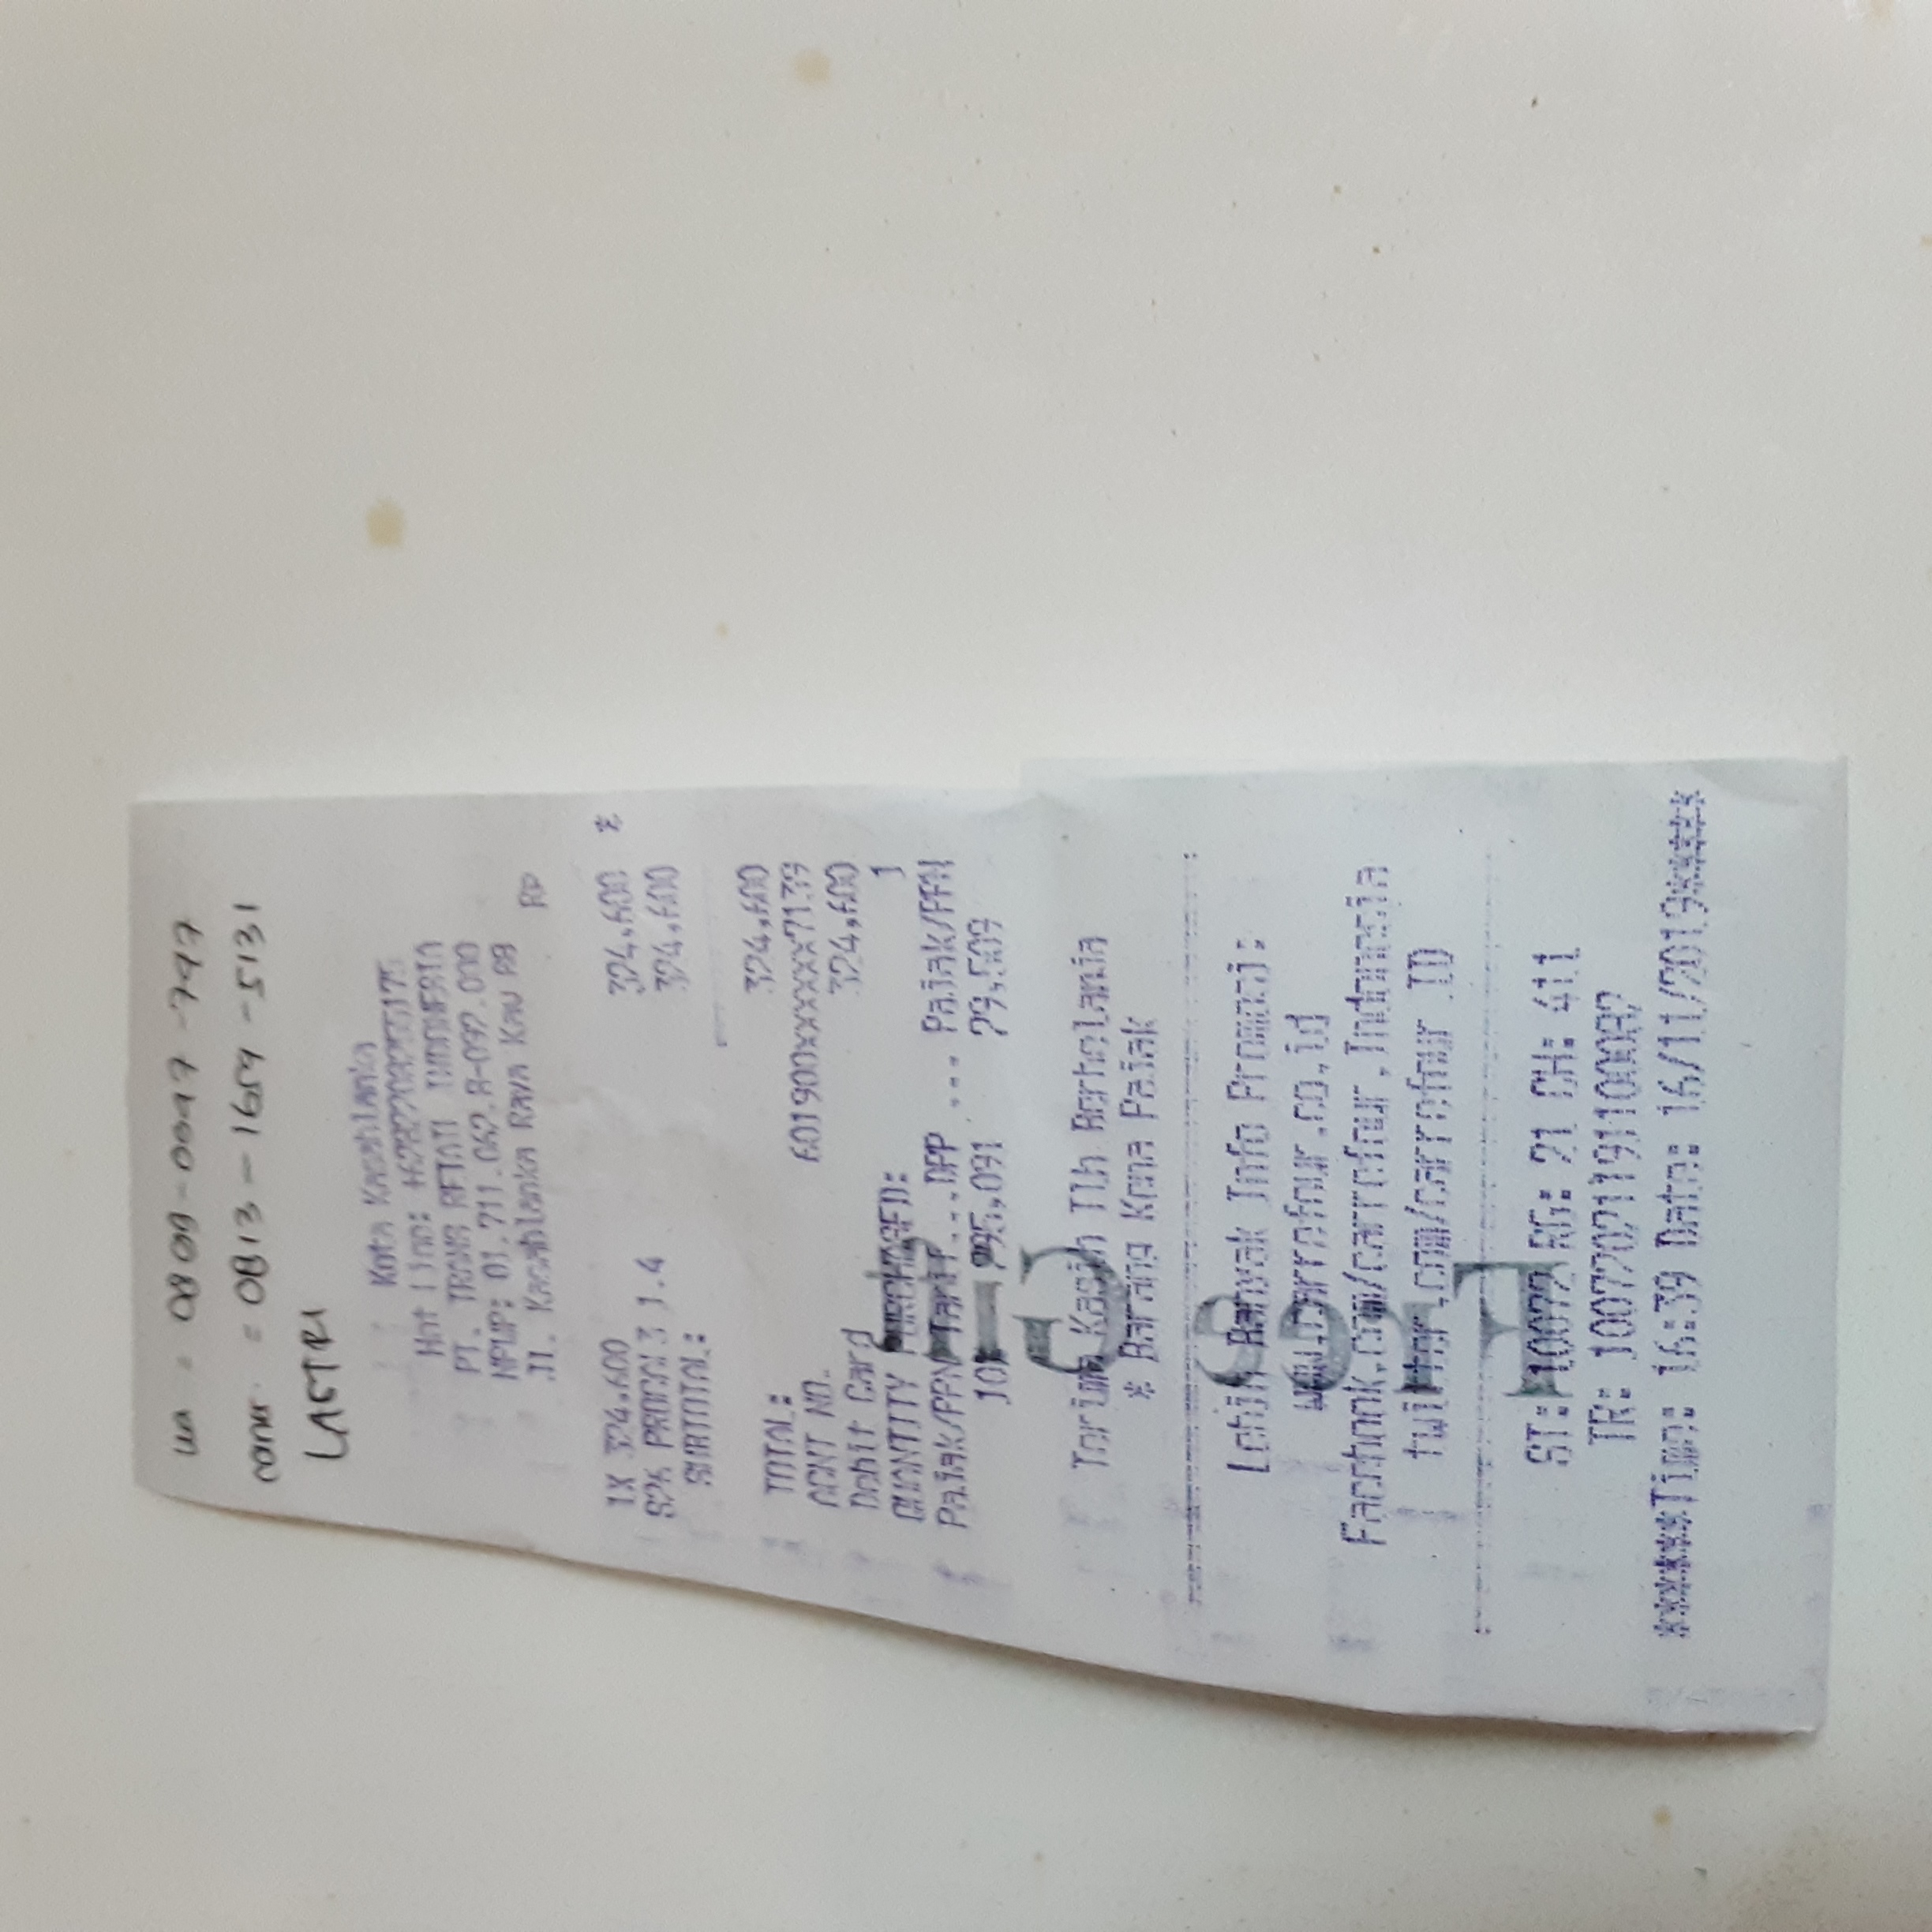 = 0809-0097-797
= 0813-1659-5131
LASTRI
Kota Kasablanka
Hot Line: +6282208255175
PT. TRANS RETAIL INDONESIA
NPWP: 01.711.062.8-092.000
Jl. Kasablanka Raya Kav 88
Rp
1X 324,600 324,600 *
S26 PROCAL3 1.4 324,600
SUBTOTAL:
TOTAL: 324,600
ACNT NO. 601900xxxxxx7139
Debit Card 324,600
QUANTITY PURCHASED: 1
Pajak/PPN Tarif...DPP ... Pajak/PPN
10% 295,091 29,509
Terima Kasih Tlh Berbelanja
* Barang Kena Pajak
Lebih Banyak Info Promosi:
www.carrefour.co.id
Facebook.com/carrefour.Indonesia
twitter.com/carrefour ID
ST: 10072 RG: 21 CH: 411
TR: 10072021191100082
******Time: 16:39 Date: 16/11/2019*****